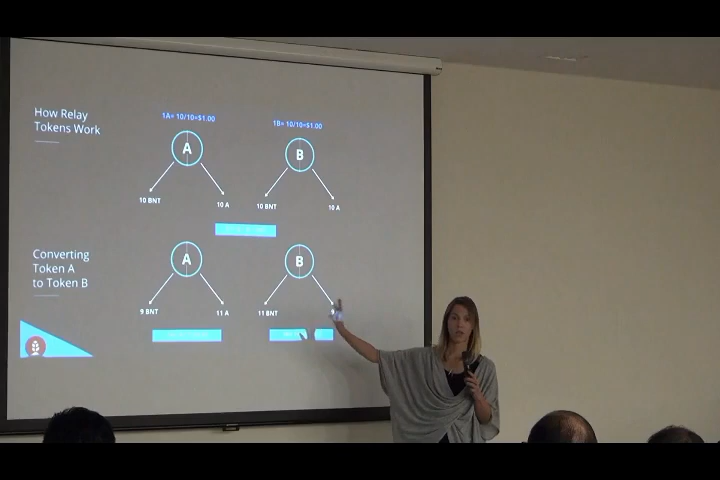 How Relay
Tokens Work
1A= 10/10=$1.00
1B= 10/10=$1.00
A
B
10 BNT
10 A
10 BNT
10 A
Converting
Token A
to Token B
A
B
9 BNT
11 A
11 BNT
9